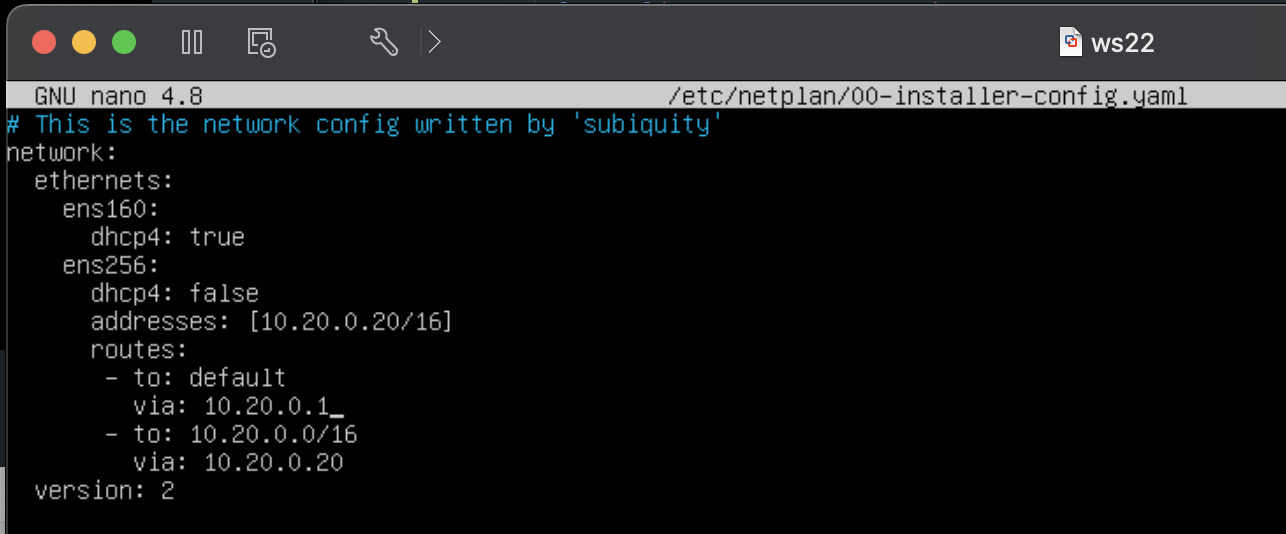 ws22
GNU nano 4.8 /etc/netplan/00-installer-config.yaml
# This is the network config written by 'subiquity'
network:
  ethernets:
    ens160:
      dhcp4: true
    ens256:
      dhcp4: false
      addresses: [10.20.0.20/16]
      routes:
       - to: default
         via: 10.20.0.1_
       - to: 10.20.0.0/16
         via: 10.20.0.20
  version: 2